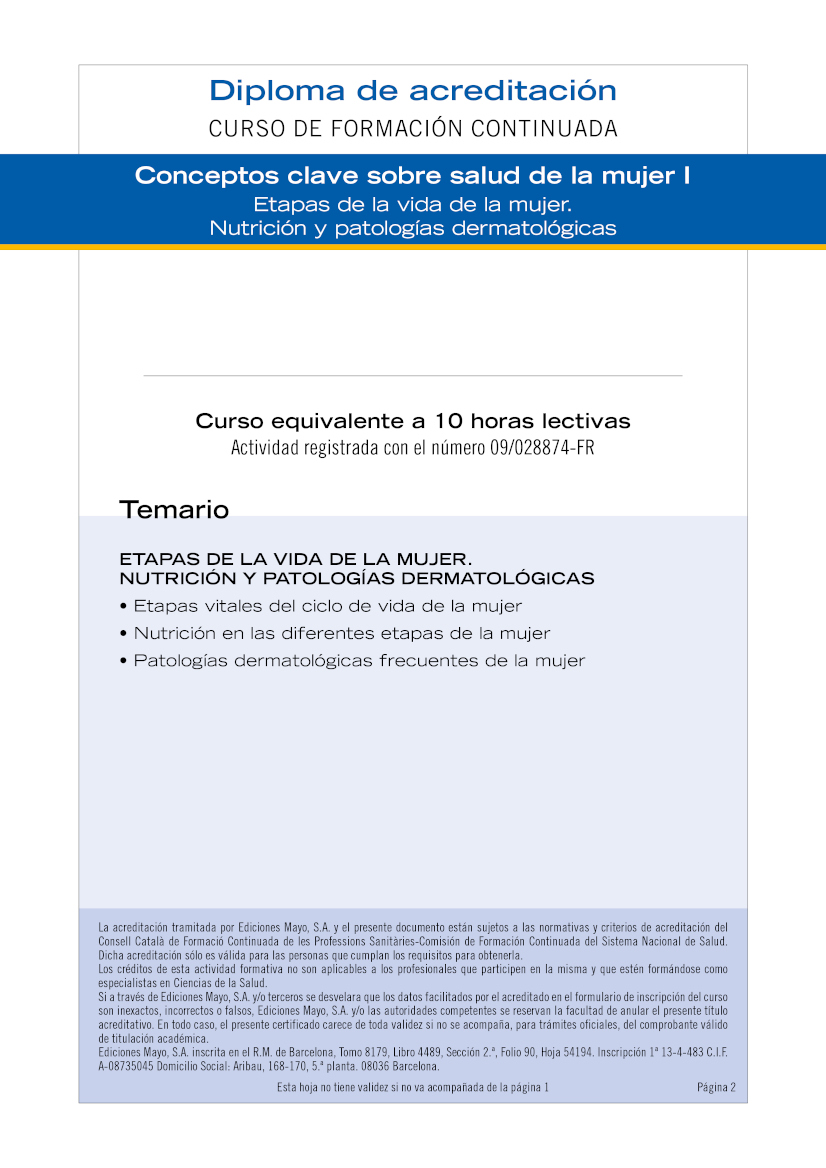 Diploma de acreditación
CURSO DE FORMACIÓN CONTINUADA
Conceptos clave sobre salud de la mujer I
Etapas de la vida de la mujer.
Nutrición y patologías dermatológicas
Curso equivalente a 10 horas lectivas
Actividad registrada con el número 09/028874-FR
Temario
ETAPAS DE LA VIDA DE LA MUJER.
NUTRICIÓN Y PATOLOGÍAS DERMATOLÓGICAS
• Etapas vitales del ciclo de vida de la mujer
• Nutrición en las diferentes etapas de la mujer
• Patologías dermatológicas frecuentes de la mujer
La acreditación tramitada por Ediciones Mayo, S.A. y el presente documento están sujetos a las normativas y criterios de acreditación del
Consell Català de Formació Continuada de les Professions Sanitàries-Comisión de Formación Continuada del Sistema Nacional de Salud.
Dicha acreditación sólo es válida para las personas que cumplan los requisitos para obtenerla.
Los créditos de esta actividad formativa no son aplicables a los profesionales que participen en la misma y que estén formándose como
especialistas en Ciencias de la Salud.
Si a través de Ediciones Mayo, S.A. y/o terceros se desvelara que los datos facilitados por el acreditado en el formulario de inscripción del curso
son inexactos, incorrectos o falsos, Ediciones Mayo, S.A. y/o las autoridades competentes se reservan la facultad de anular el presente título
acreditativo. En todo caso, el presente certificado carece de toda validez si no se acompaña, para trámites oficiales, del comprobante válido
de titulación académica.
Ediciones Mayo, S.A. inscrita en el R.M. de Barcelona, Tomo 8179, Libro 4489, Sección 2.ª, Folio 90, Hoja 54194. Inscripción 1ª 13-4-483 C.I.F.
A-08735045 Domicilio Social: Aribau, 168-170, 5.ª planta. 08036 Barcelona.
Esta hoja no tiene validez si no va acompañada de la página 1
Página 2